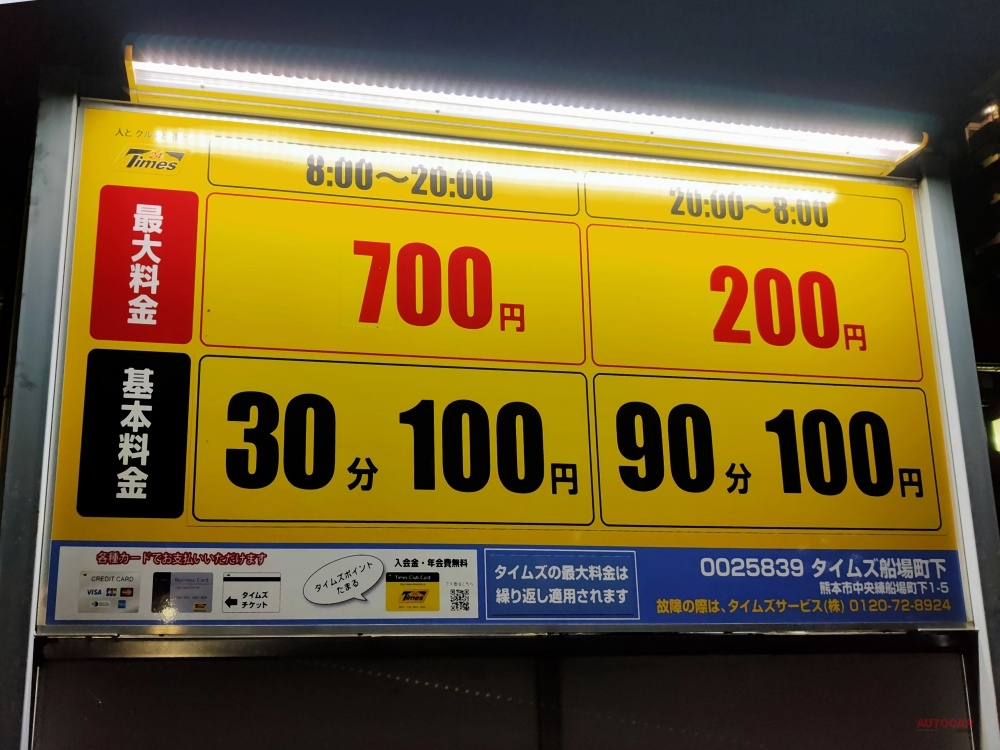 人と クル
24
Times
8:00～20:00
20:00～8:00
最大料金
700円
200円
基本料金
30分 100円
90分 100円
各種カードでお支払いいただけます
CREDIT CARD
VISA
Business Card
タイムズ
チケット
タイムズポイント
たまる
入会金・年会費無料
Times Club Card
Times
タイムズの最大料金は
繰り返し適用されます
0025839 タイムズ船場町下
熊本市中央線船場町下1-5
故障の際は、タイムズサービス(株) 0120-72-8924
AUTOCAR